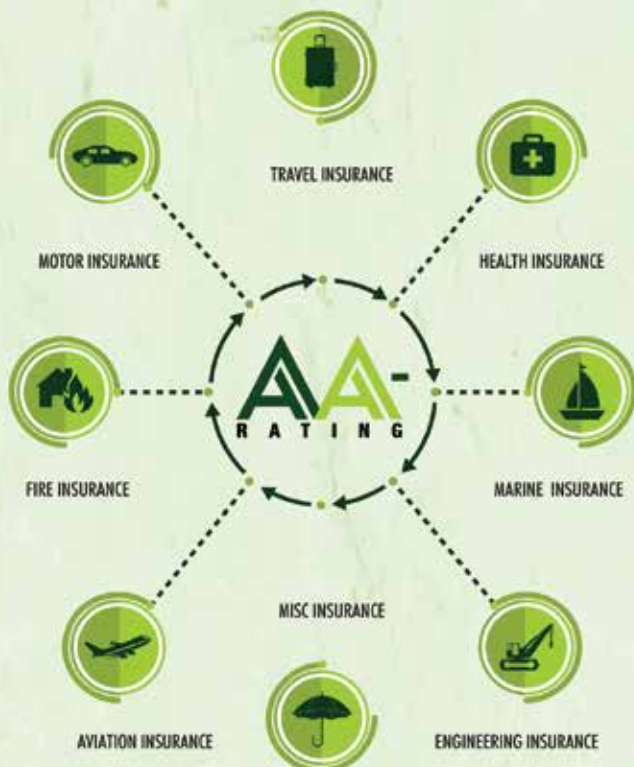 TRAVEL INSURANCE
MOTOR INSURANCE
HEALTH INSURANCE
AA-
RATING
FIRE INSURANCE
MARINE INSURANCE
MISC INSURANCE
AVIATION INSURANCE
ENGINEERING INSURANCE